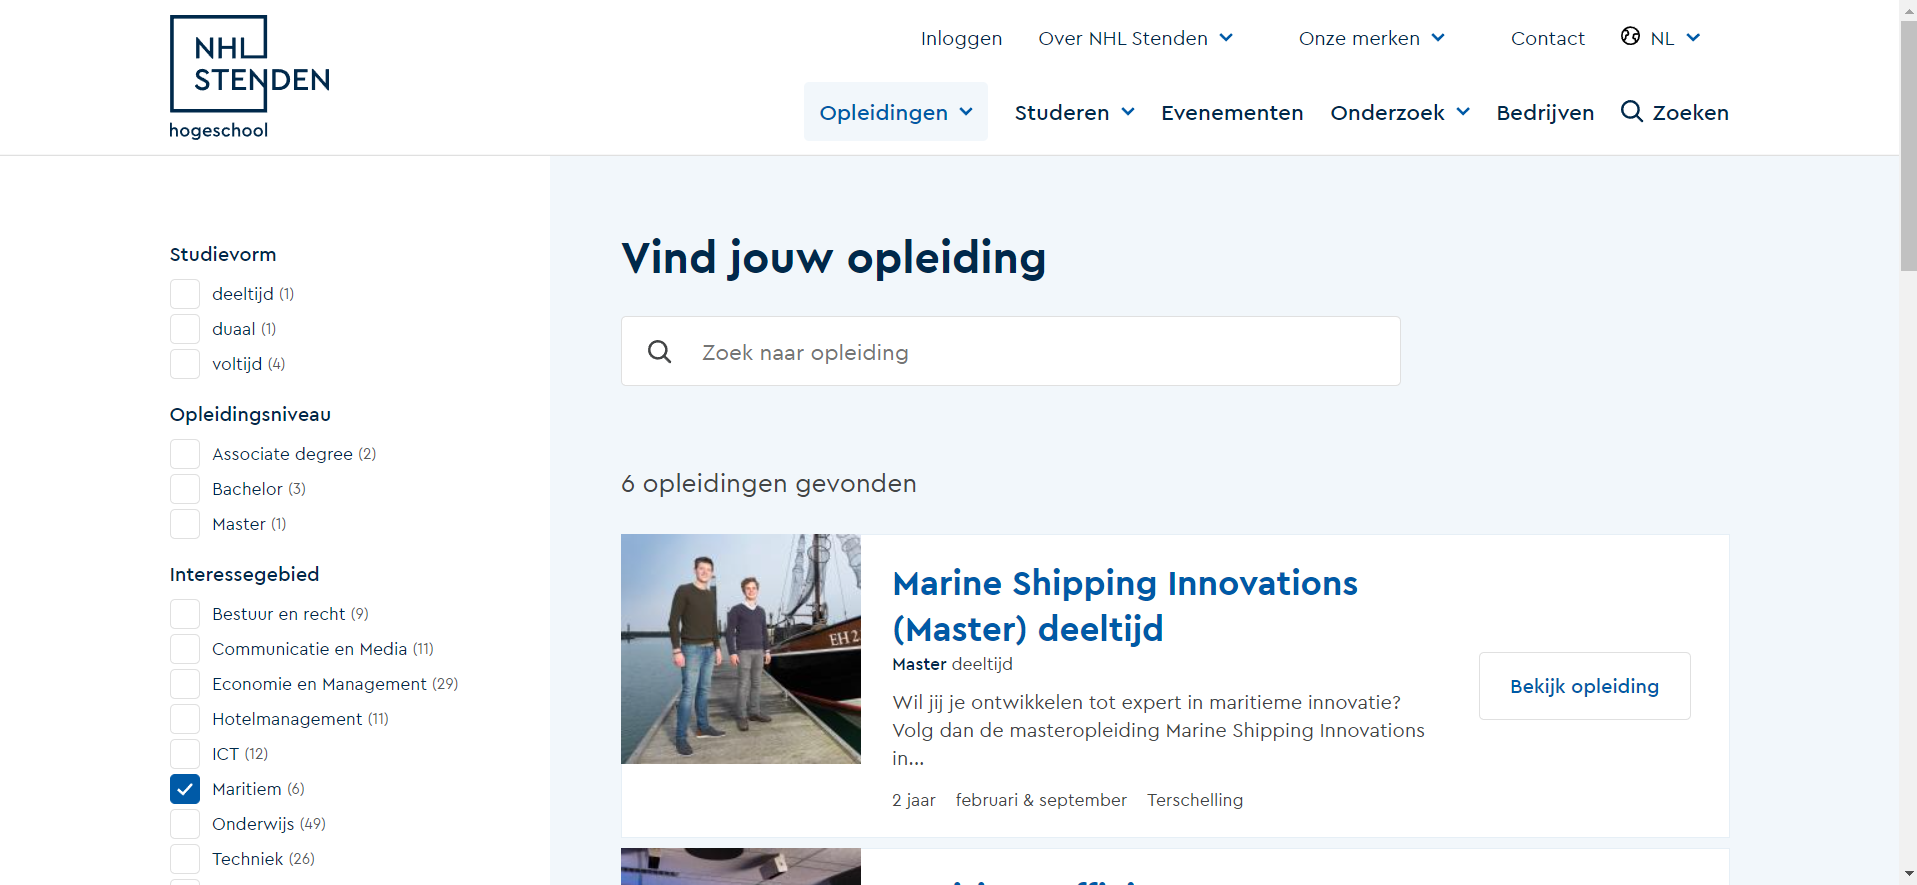 NHL
STENDEN
hogeschool
Inloggen
Over NHL Stenden
Onze merken
Contact
NL
Opleidingen
Studeren
Evenementen
Onderzoek
Bedrijven
Zoeken
Studievorm
deeltijd (1)
duaal (1)
voltijd (4)
Opleidingsniveau
Associate degree (2)
Bachelor (3)
Master (1)
Interessegebied
Bestuur en recht (9)
Communicatie en Media (11)
Economie en Management (29)
Hotelmanagement (11)
ICT (12)
Maritiem (6)
Onderwijs (49)
Techniek (26)
Vind jouw opleiding
Zoek naar opleiding
6 opleidingen gevonden
EH 2
Marine Shipping Innovations
(Master) deeltijd
Master deeltijd
Wil jij je ontwikkelen tot expert in maritieme innovatie?
Volg dan de masteropleiding Marine Shipping Innovations
in...
2 jaar februari & september Terschelling
Bekijk opleiding